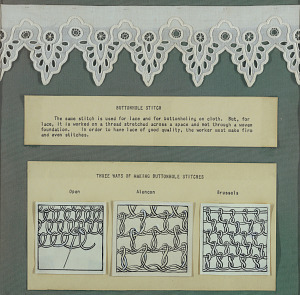 BUTTONHOLE STITCH
The same stitch is used for lace and for buttonholing on cloth. But, for
lace, it is worked on a thread stretched across a space and not through a woven
foundation. In order to have lace of good quality, the worker must make firm
and even stitches.
THREE WAYS OF MAKING BUTTONHOLE STITCHES
Open Alencon Brussels